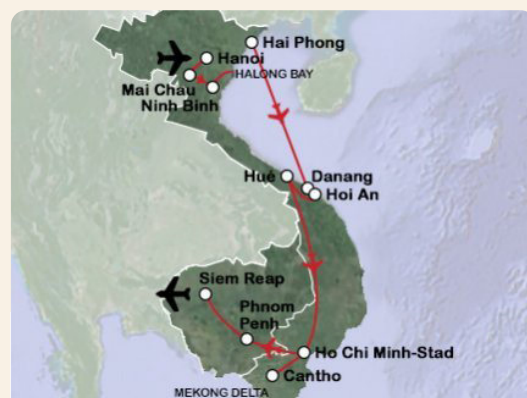 Hai Phong
Hanoi
HALONG BAY
Mai Chau
Ninh Binh
Hué
Danang
Hoi An
Siem Reap
Phnom
Penh
Ho Chi Minh-Stad
Cantho
MEKONG DELTA